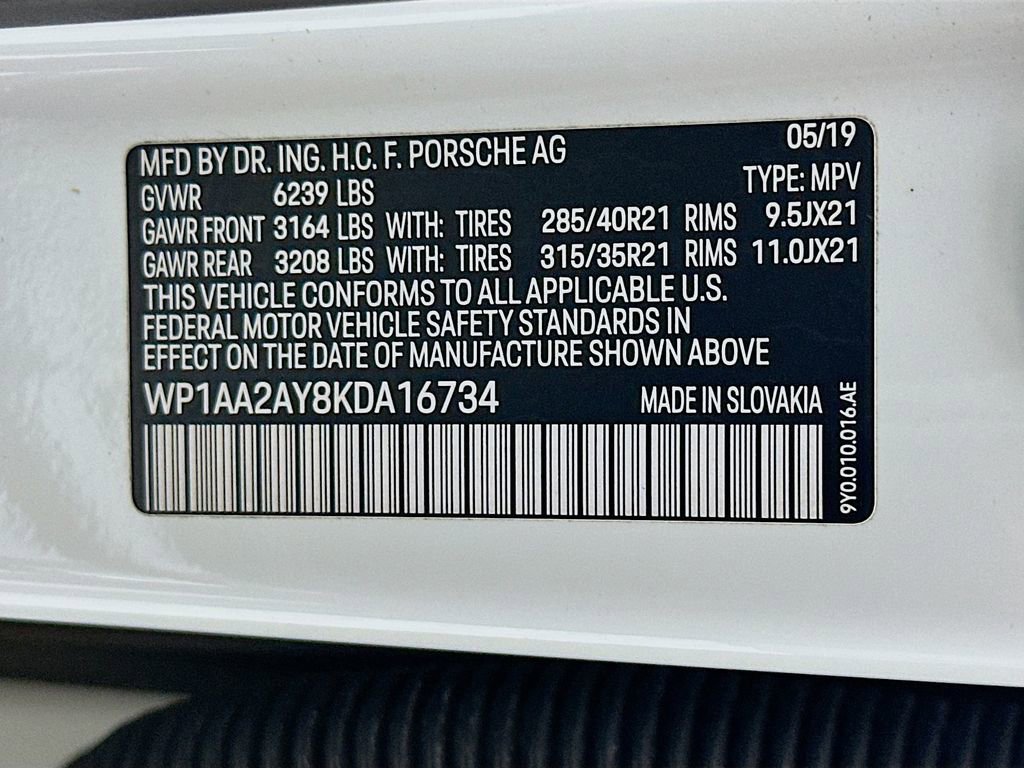 MFD BY DR. ING. H.C. F. PORSCHE AG 05/19
GVWR 6239 LBS TYPE: MPV
GAWR FRONT 3164 LBS WITH: TIRES 285/40R21 RIMS 9.5JX21
GAWR REAR 3208 LBS WITH: TIRES 315/35R21 RIMS 11.0JX21
THIS VEHICLE CONFORMS TO ALL APPLICABLE U.S.
FEDERAL MOTOR VEHICLE SAFETY STANDARDS IN
EFFECT ON THE DATE OF MANUFACTURE SHOWN ABOVE
WP1AA2AY8KDA16734 MADE IN SLOVAKIA
9Y0.010.016.AE